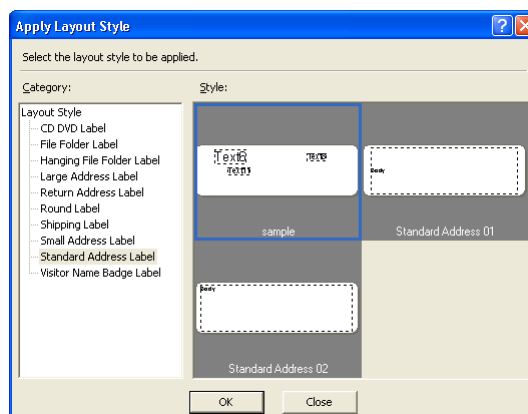 Apply Layout Style
Select the layout style to be applied.
Category:
Style:
Layout Style
CD DVD Label
File Folder Label
Hanging File Folder Label
Large Address Label
Return Address Label
Round Label
Shipping Label
Small Address Label
Standard Address Label
Visitor Name Badge Label
sample
Body
Standard Address 01
Body
Standard Address 02
OK
Close